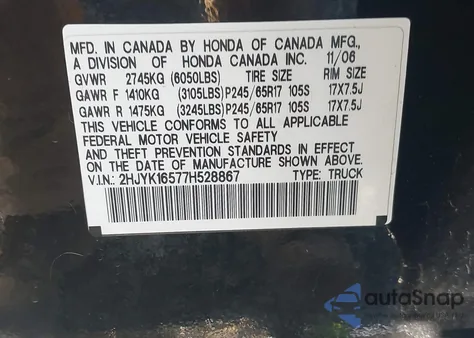 MFD. IN CANADA BY HONDA OF CANADA MFG.,
A DIVISION OF HONDA CANADA INC. 11/06
GVWR 2745KG (6050LBS) TIRE SIZE RIM SIZE
GAWR F 1410KG (3105LBS) P245/65R17 105S 17X7.5J
GAWR R 1475KG (3245LBS) P245/65R17 105S 17X7.5J
THIS VEHICLE CONFORMS TO ALL APPLICABLE
FEDERAL MOTOR VEHICLE SAFETY
AND THEFT PREVENTION STANDARDS IN EFFECT
ON THE DATE OF MANUFACTURE SHOWN ABOVE.
V.I.N.: 2HJYK16577H528867 TYPE: TRUCK
autoSnap
www.autosnap.io